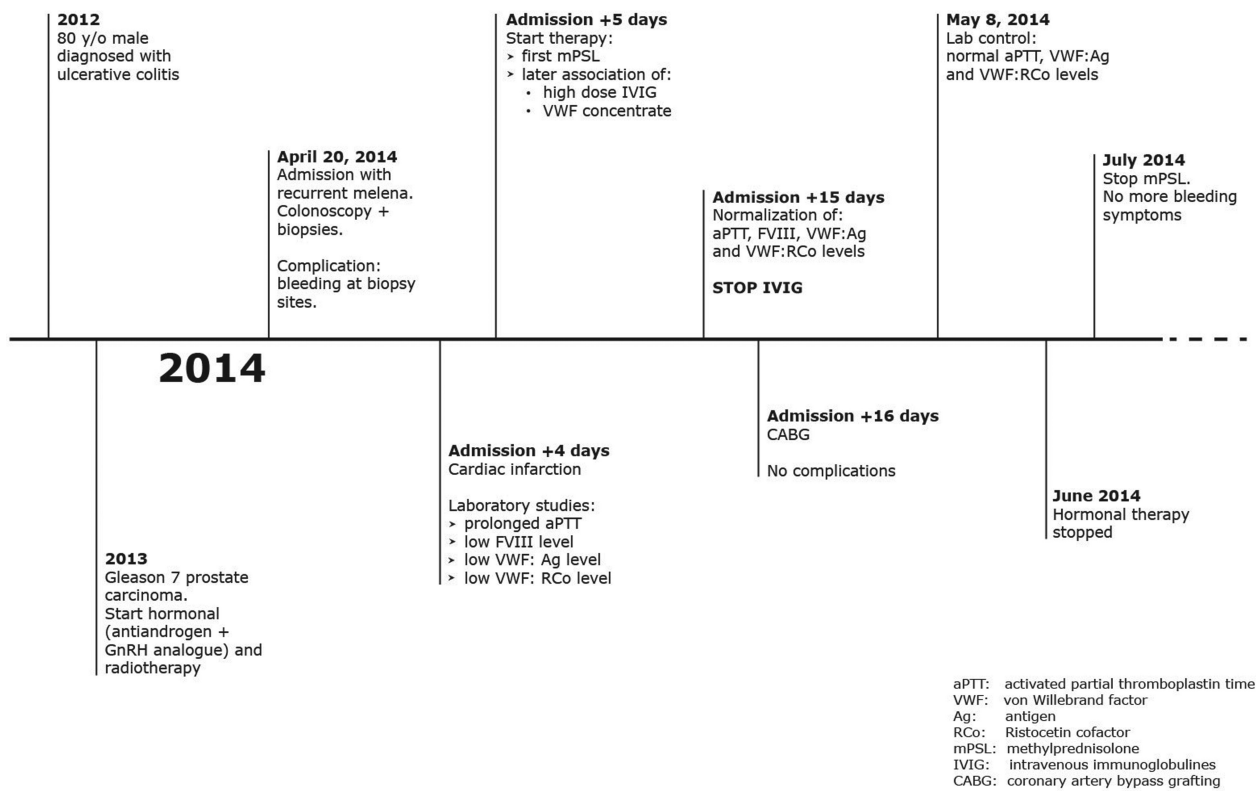 2012
80 y/o male
diagnosed with
ulcerative colitis
April 20, 2014
Admission with
recurrent melena.
Colonoscopy +
biopsies.
Complication:
bleeding at biopsy
sites.
Admission +5 days
Start therapy:
➤ first mPSL
➤ later association of:
• high dose IVIG
• VWF concentrate
Admission +15 days
Normalization of:
aPTT, FVIII, VWF:Ag
and VWF:RCo levels
STOP IVIG
May 8, 2014
Lab control:
normal aPTT, VWF:Ag
and VWF:RCo levels
July 2014
Stop mPSL.
No more bleeding
symptoms
2014
2013
Gleason 7 prostate
carcinoma.
Start hormonal
(antiandrogen +
GnRH analogue) and
radiotherapy
Admission +4 days
Cardiac infarction
Laboratory studies:
➤ prolonged aPTT
➤ low FVIII level
➤ low VWF: Ag level
➤ low VWF: RCo level
Admission +16 days
CABG
No complications
June 2014
Hormonal therapy
stopped
aPTT: activated partial thromboplastin time
VWF: von Willebrand factor
Ag: antigen
RCo: Ristocetin cofactor
mPSL: methylprednisolone
IVIG: intravenous immunoglobulines
CABG: coronary artery bypass grafting